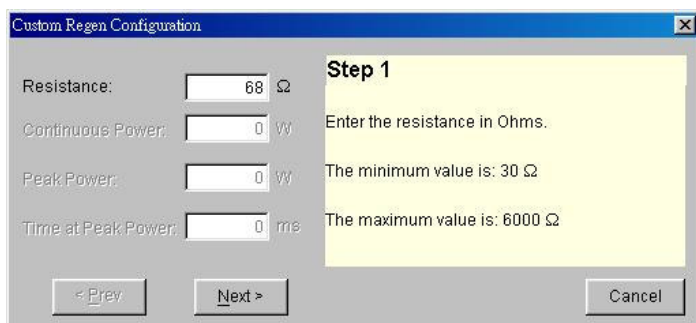 Custom Regen Configuration
Resistance: 68 Ω
Continuous Power: 0 W
Peak Power: 0 W
Time at Peak Power: 0 ms
Step 1
Enter the resistance in Ohms.
The minimum value is: 30 Ω
The maximum value is: 6000 Ω
< Prev
Next >
Cancel